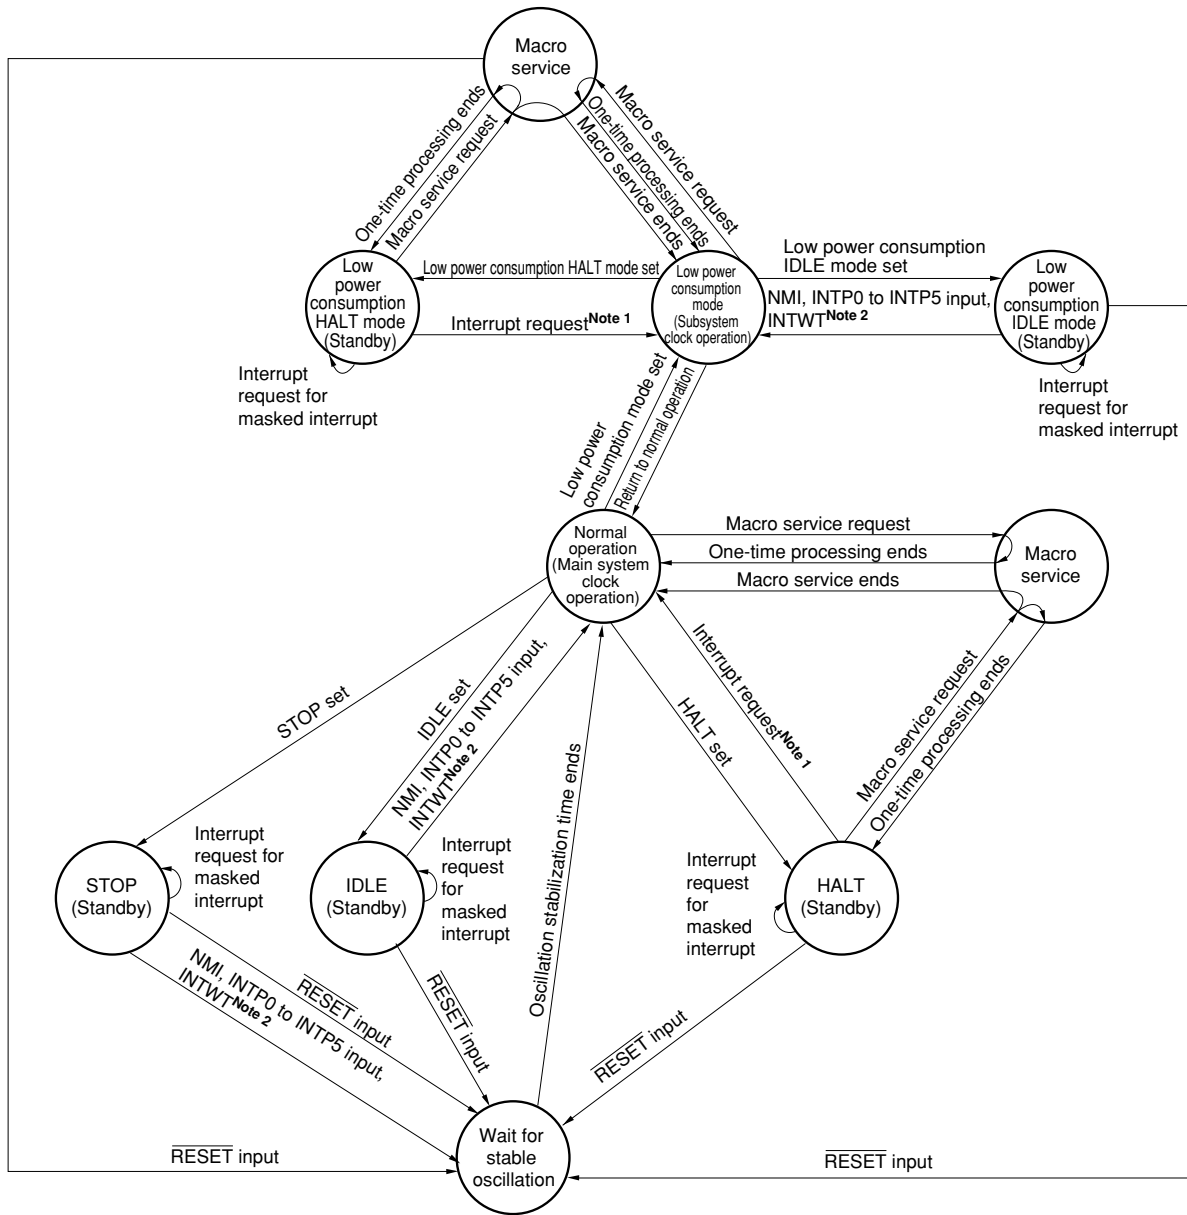 Macro
service
One-time processing ends
Macro service request
Macro service ends
One-time processing ends
Macro service request
Low
power
consumption
HALT mode
(Standby)
Low power consumption HALT mode set
Interrupt request Note 1
Low power
consumption
mode
(Subsystem
clock operation)
Low power consumption
IDLE mode set
NMI, INTP0 to INTP5 input,
INTWT Note 2
Low
power
consumption
IDLE mode
(Standby)
Interrupt
request for
masked interrupt
Interrupt
request for
masked interrupt
Low power
consumption mode set
Return to normal operation
Normal
operation
(Main system
clock
operation)
Macro service request
One-time processing ends
Macro service ends
Macro
service
STOP set
IDLE set
NMI, INTP0 to INTP5 input,
INTWT Note 2
Oscillation stabilization time ends
HALT set
Interrupt request Note 1
Macro service request
One-time processing ends
STOP
(Standby)
Interrupt
request for
masked
interrupt
IDLE
(Standby)
Interrupt
request
for
masked
interrupt
Interrupt
request
for
masked
interrupt
HALT
(Standby)
NMI, INTP0 to INTP5 input,
INTWT Note 2
RESET input
RESET input
RESET input
Wait for
stable
oscillation
RESET input
RESET input